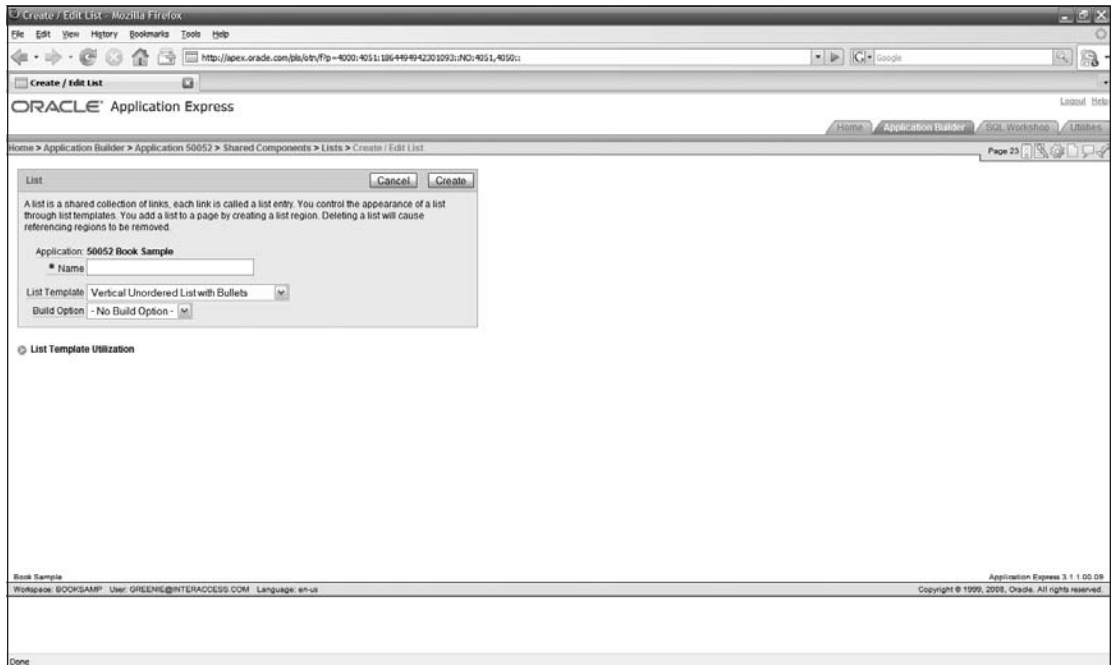 Create / Edit List - Mozilla Firefox
File Edit View History Bookmarks Tools Help
http://apex.oracle.com/pls/otn/f?p=4000:4051:1864494942301093::NO:4051,4050::
Google
Create / Edit List
ORACLE Application Express
Logout Help
Home Application Builder SQL Workshop Utilities
Home > Application Builder > Application 50052 > Shared Components > Lists > Create / Edit List
Page 23
List
Cancel Create
A list is a shared collection of links, each link is called a list entry. You control the appearance of a list
through list templates. You add a list to a page by creating a list region. Deleting a list will cause
referencing regions to be removed.
Application: 50052 Book Sample
* Name
List Template Vertical Unordered List with Bullets
Build Option - No Build Option -
List Template Utilization
Book Sample
Application Express 3.1.1.00.09
Workspace: BOOKSAMP User: GREENIE@INTERACCESS.COM Language: en-us
Copyright © 1999, 2008, Oracle. All rights reserved.
Done